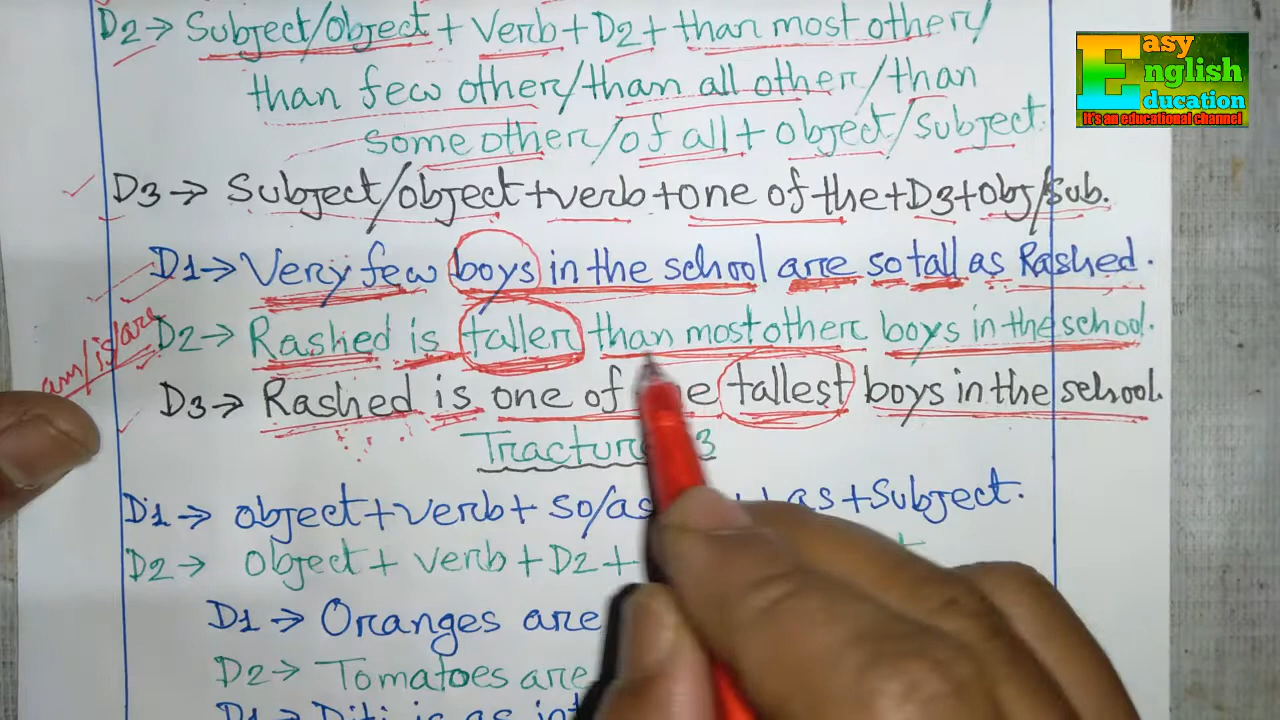 D2→ Subject/object + Verb + D2 + than most other/
than few other/than all other/than
some other/of all + object/subject.
D3→ Subject/object+verb+one of the+D3+obj/sub.
D1→ Very few boys in the school are so tall as Rashed.
am/is/are
D2→ Rashed is taller than most other boys in the school.
D3→ Rashed is one of tallest boys in the school.
3
D1→ object+verb+so/as as+Subject.
D2→ object+ verb+D2+
D1→ Oranges are
D2→ Tomatoes are
D1→ Diti is as
Easy
English
Education
It's an educational channel